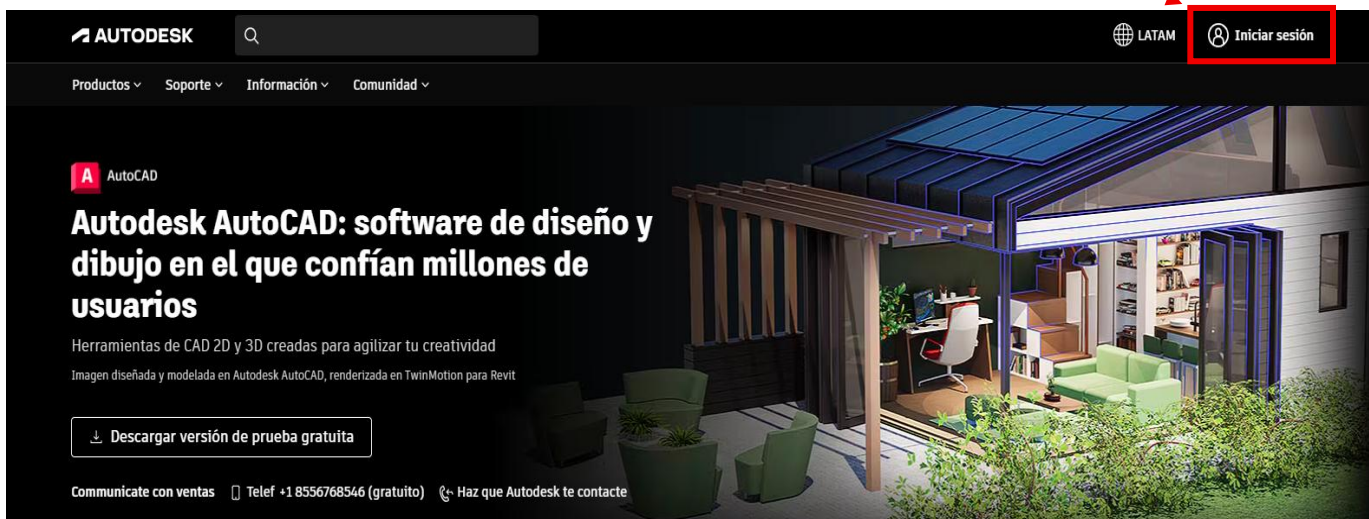 AUTODESK
LATAM
Iniciar sesión
Productos Soporte Información Comunidad
A AutoCAD
Autodesk AutoCAD: software de diseño y
dibujo en el que confían millones de
usuarios
Herramientas de CAD 2D y 3D creadas para agilizar tu creatividad
Imagen diseñada y modelada en Autodesk AutoCAD, renderizada en TwinMotion para Revit
Descargar versión de prueba gratuita
Communicate con ventas Telef +1 8556768546 (gratuito) Haz que Autodesk te contacte